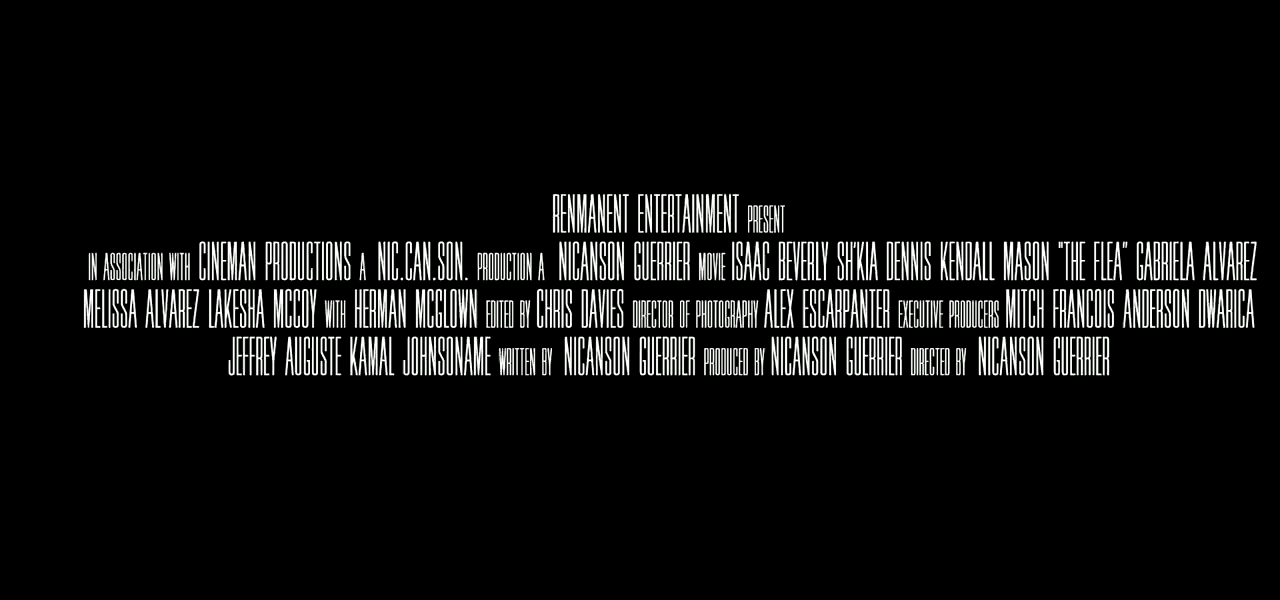 RENMANENT ENTERTAINMENT PRESENT
IN ASSOCIATION WITH CINEMAN PRODUCTIONS A NIC.CAN.SON. PRODUCTION A NICANSON GUERRIER MOVIE ISAAC BEVERLY SH'KIA DENNIS KENDALL MASON "THE FLEA" GABRIELA ALVAREZ
MELISSA ALVAREZ LAKESHA MCCOY WITH HERMAN MCGLOWN EDITED BY CHRIS DAVIES DIRECTOR OF PHOTOGRAPHY ALEX ESCARPANTER EXECUTIVE PRODUCERS MITCH FRANCOIS ANDERSON DWARICA
JEFFREY AUGUSTE KAMAL JOHNSONAME WRITTEN BY NICANSON GUERRIER PRODUCED BY NICANSON GUERRIER DIRECTED BY NICANSON GUERRIER